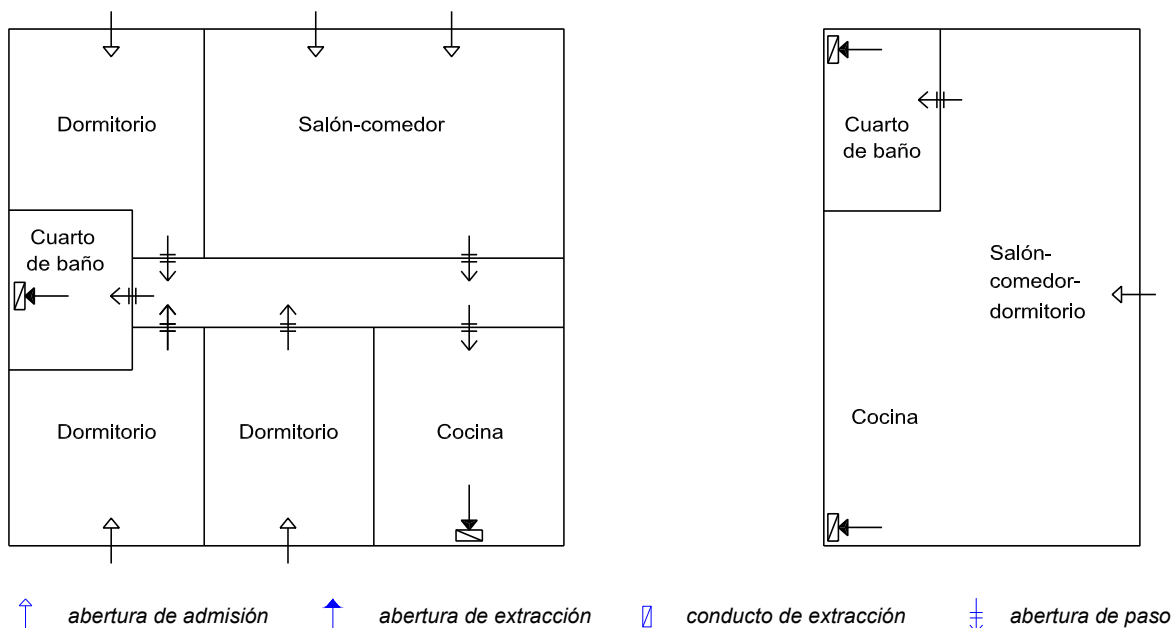 Dormitorio
Salón-comedor
Cuarto
de baño
Dormitorio
Dormitorio
Cocina
Cuarto
de baño
Salón-
comedor-
dormitorio
Cocina
abertura de admisión
abertura de extracción
conducto de extracción
abertura de paso